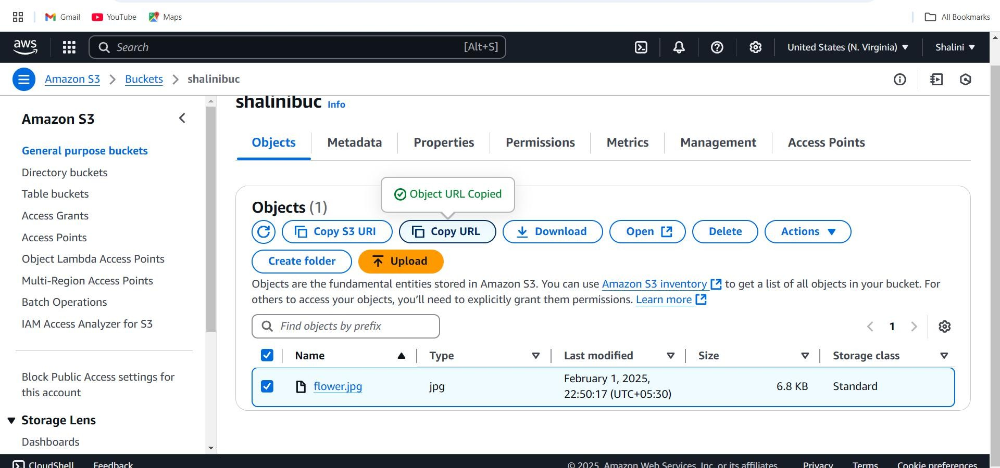 Gmail
YouTube
Maps
All Bookmarks
aws
Search
[Alt+S]
United States (N. Virginia)
Shalini
Amazon S3
Buckets
shalinibuc
Amazon S3
General purpose buckets
Directory buckets
Table buckets
Access Grants
Access Points
Object Lambda Access Points
Multi-Region Access Points
Batch Operations
IAM Access Analyzer for S3
Block Public Access settings for
this account
Storage Lens
Dashboards
shalinibuc Info
Objects
Metadata
Properties
Permissions
Metrics
Management
Access Points
Object URL Copied
Objects (1)
Copy S3 URI
Copy URL
Download
Open
Delete
Actions
Create folder
Upload
Objects are the fundamental entities stored in Amazon S3. You can use Amazon S3 inventory to get a list of all objects in your bucket. For
others to access your objects, you’ll need to explicitly grant them permissions. Learn more
Find objects by prefix
1
Name
Type
Last modified
Size
Storage class
flower.jpg
jpg
February 1, 2025,
22:50:17 (UTC+05:30)
6.8 KB
Standard
CloudShell
Feedback
© 2025, Amazon Web Services, Inc. or its affiliates.
Privacy
Terms
Cookie preferences